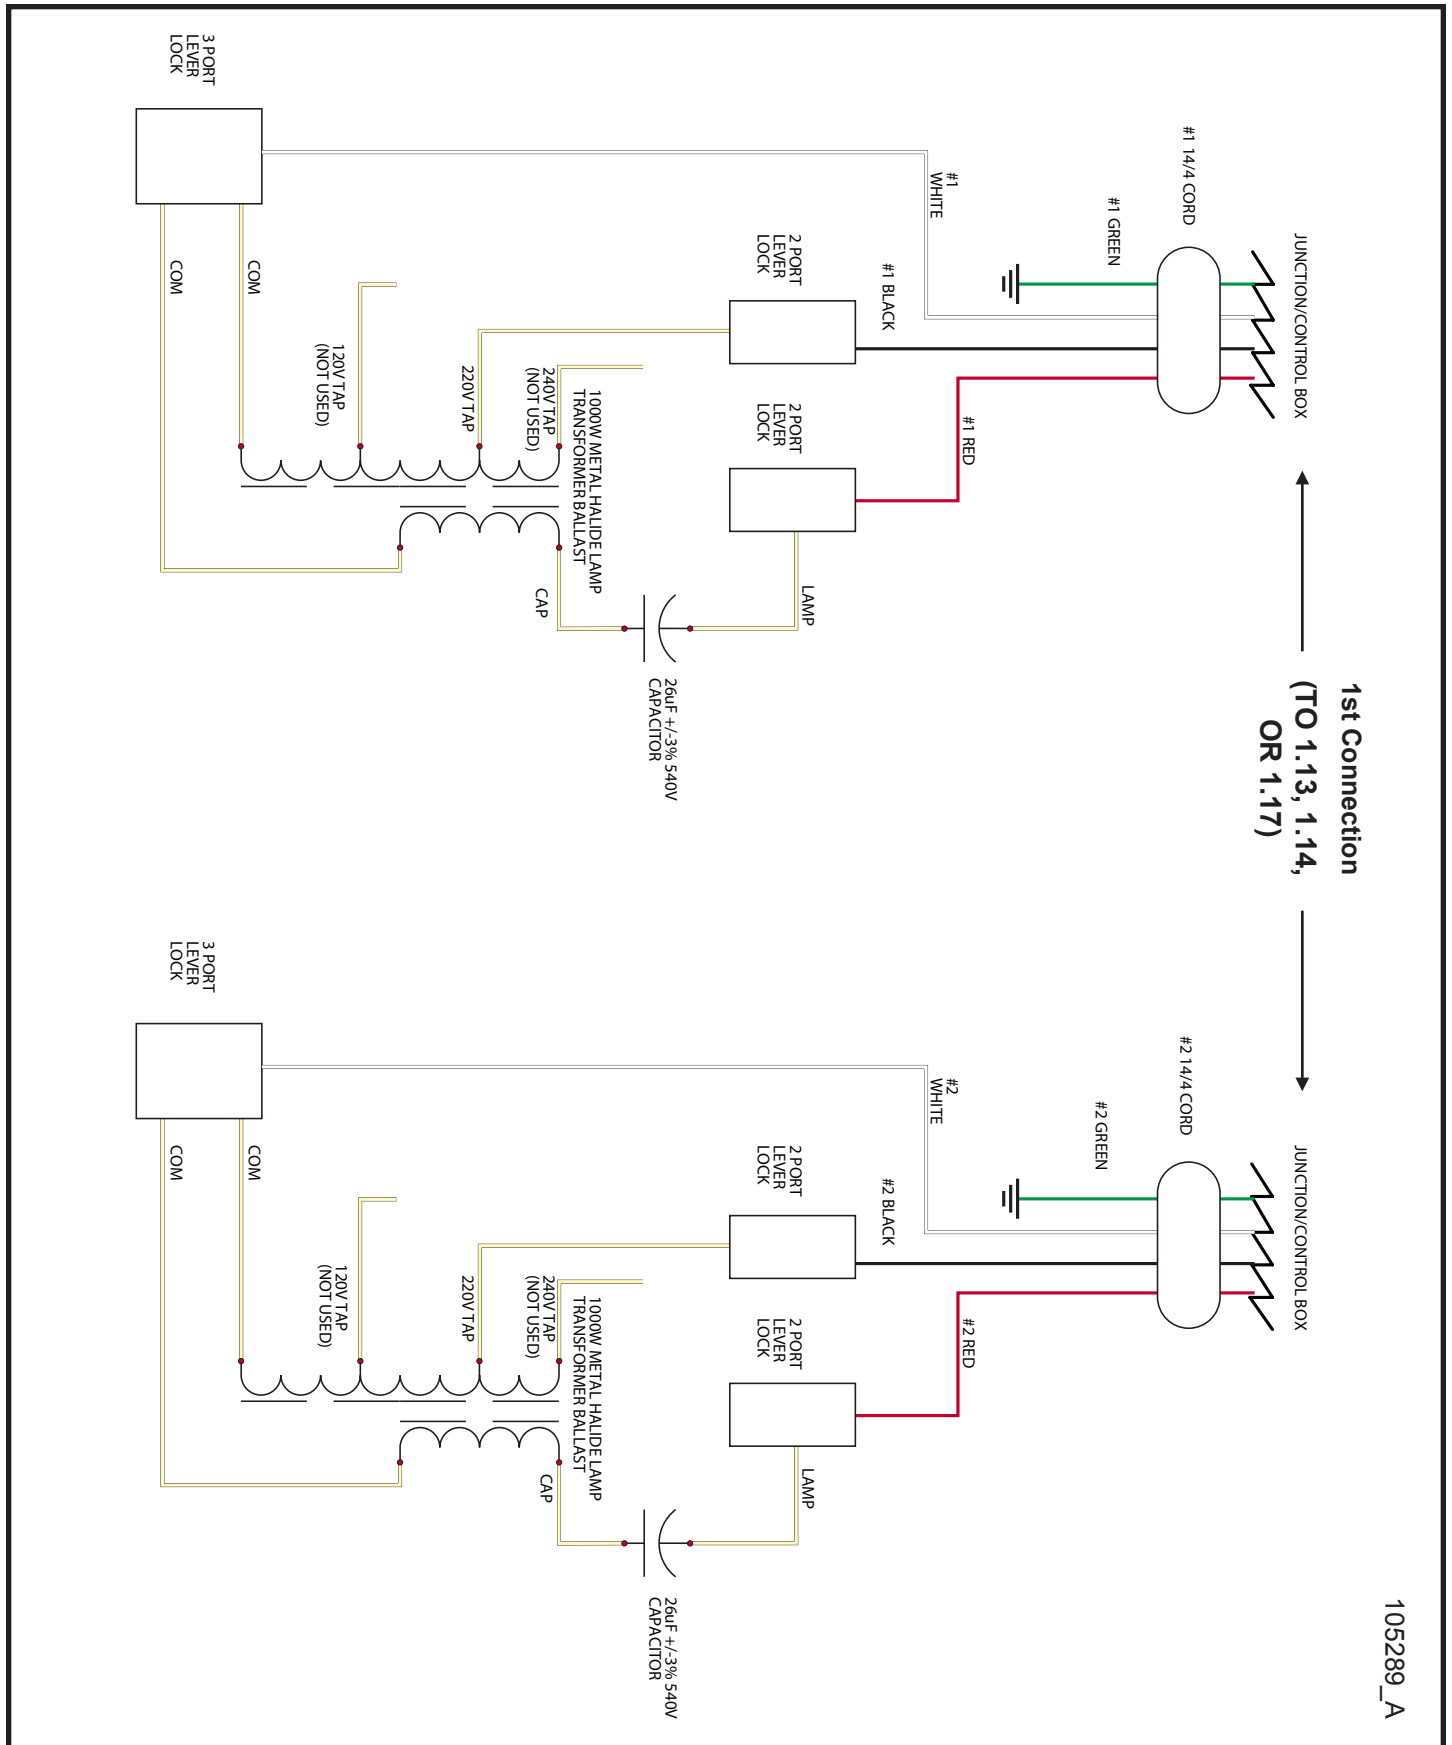 105289_A
1st Connection
(TO 1.13, 1.14,
OR 1.17)
JUNCTION/CONTROL BOX
#1 14/4 CORD
#1 GREEN
#1
WHITE
#1 BLACK
#1 RED
2 PORT
LEVER
LOCK
2 PORT
LEVER
LOCK
LAMP
26uF +/-3% 540V
CAPACITOR
CAP
1000W METAL HALIDE LAMP
TRANSFORMER BALLAST
240V TAP
(NOT USED)
220V TAP
120V TAP
(NOT USED)
COM
COM
3 PORT
LEVER
LOCK
JUNCTION/CONTROL BOX
#2 14/4 CORD
#2 GREEN
#2
WHITE
#2 BLACK
#2 RED
2 PORT
LEVER
LOCK
2 PORT
LEVER
LOCK
LAMP
26uF +/-3% 540V
CAPACITOR
CAP
1000W METAL HALIDE LAMP
TRANSFORMER BALLAST
240V TAP
(NOT USED)
220V TAP
120V TAP
(NOT USED)
COM
COM
3 PORT
LEVER
LOCK